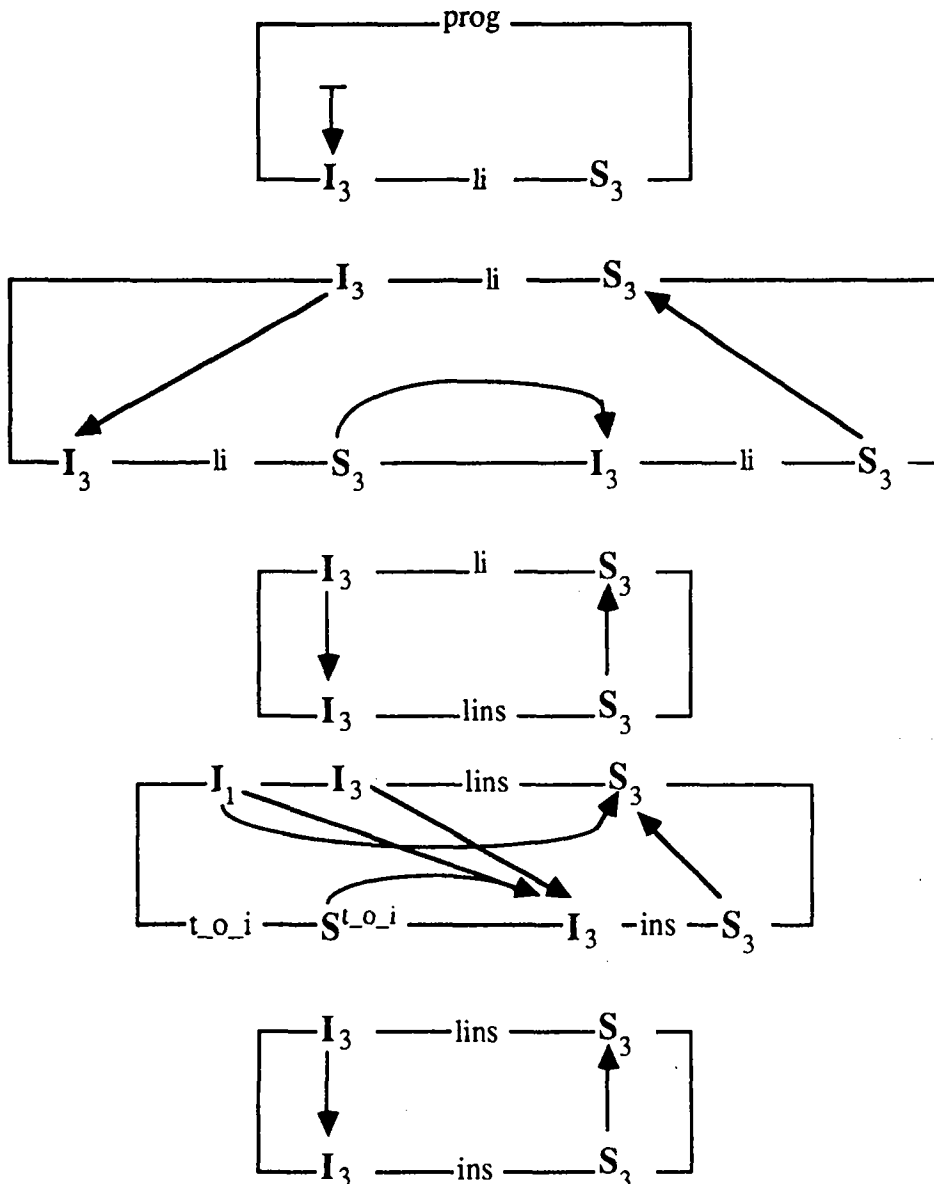 prog
I₃ li S₃
I₃ li S₃
I₃ li S₃ I₃ li S₃
I₃ li S₃
I₃ lins S₃
I₁ I₃ lins S₃
t_o_i S^t_o_i I₃ ins S₃
I₃ lins S₃
I₃ ins S₃